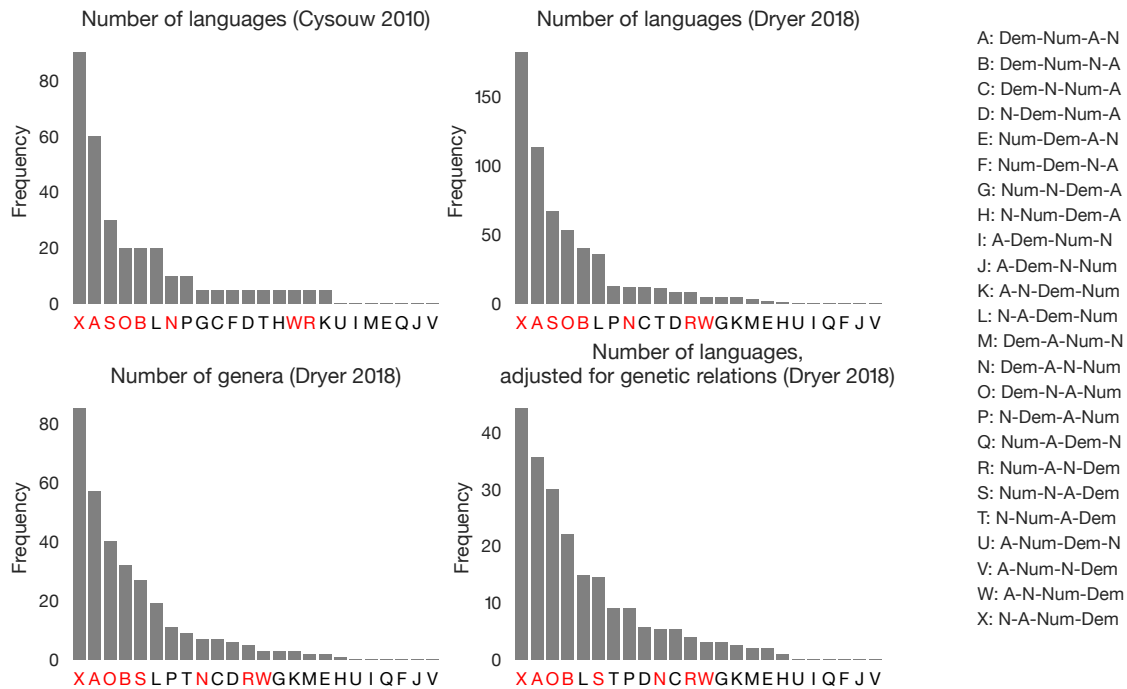 Number of languages (Cysouw 2010)
Frequency
80
60
40
20
0
X A S O B L N P G C F D T H W R K U I M E Q J V
Number of languages (Dryer 2018)
Frequency
150
100
50
0
X A S O B L P N C T D R W G K M E H U I Q F J V
Number of genera (Dryer 2018)
Frequency
80
60
40
20
0
X A O B S L P T N C D R W G K M E H U I Q F J V
Number of languages,
adjusted for genetic relations (Dryer 2018)
Frequency
40
30
20
10
0
X A O B L S T P D N C R W G K M E H U I Q F J V
A: Dem-Num-A-N
B: Dem-Num-N-A
C: Dem-N-Num-A
D: N-Dem-Num-A
E: Num-Dem-A-N
F: Num-Dem-N-A
G: Num-N-Dem-A
H: N-Num-Dem-A
I: A-Dem-Num-N
J: A-Dem-N-Num
K: A-N-Dem-Num
L: N-A-Dem-Num
M: Dem-A-Num-N
N: Dem-A-N-Num
O: Dem-N-A-Num
P: N-Dem-A-Num
Q: Num-A-Dem-N
R: Num-A-N-Dem
S: Num-N-A-Dem
T: N-Num-A-Dem
U: A-Num-Dem-N
V: A-Num-N-Dem
W: A-N-Num-Dem
X: N-A-Num-Dem